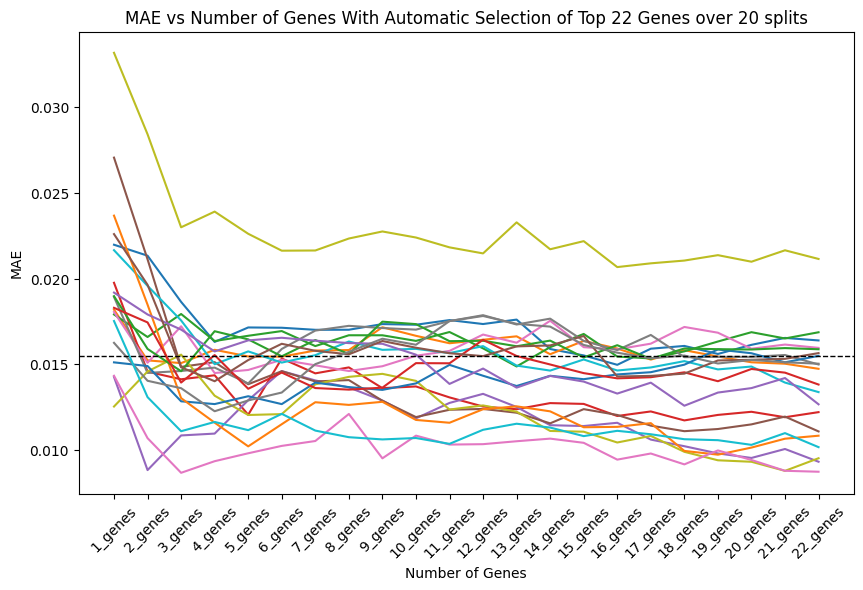 MAE vs Number of Genes With Automatic Selection of Top 22 Genes over 20 splits
MAE
0.030
0.025
0.020
0.015
0.010
1_genes
2_genes
3_genes
4_genes
5_genes
6_genes
7_genes
8_genes
9_genes
10_genes
11_genes
12_genes
13_genes
14_genes
15_genes
16_genes
17_genes
18_genes
19_genes
20_genes
21_genes
22_genes
Number of Genes